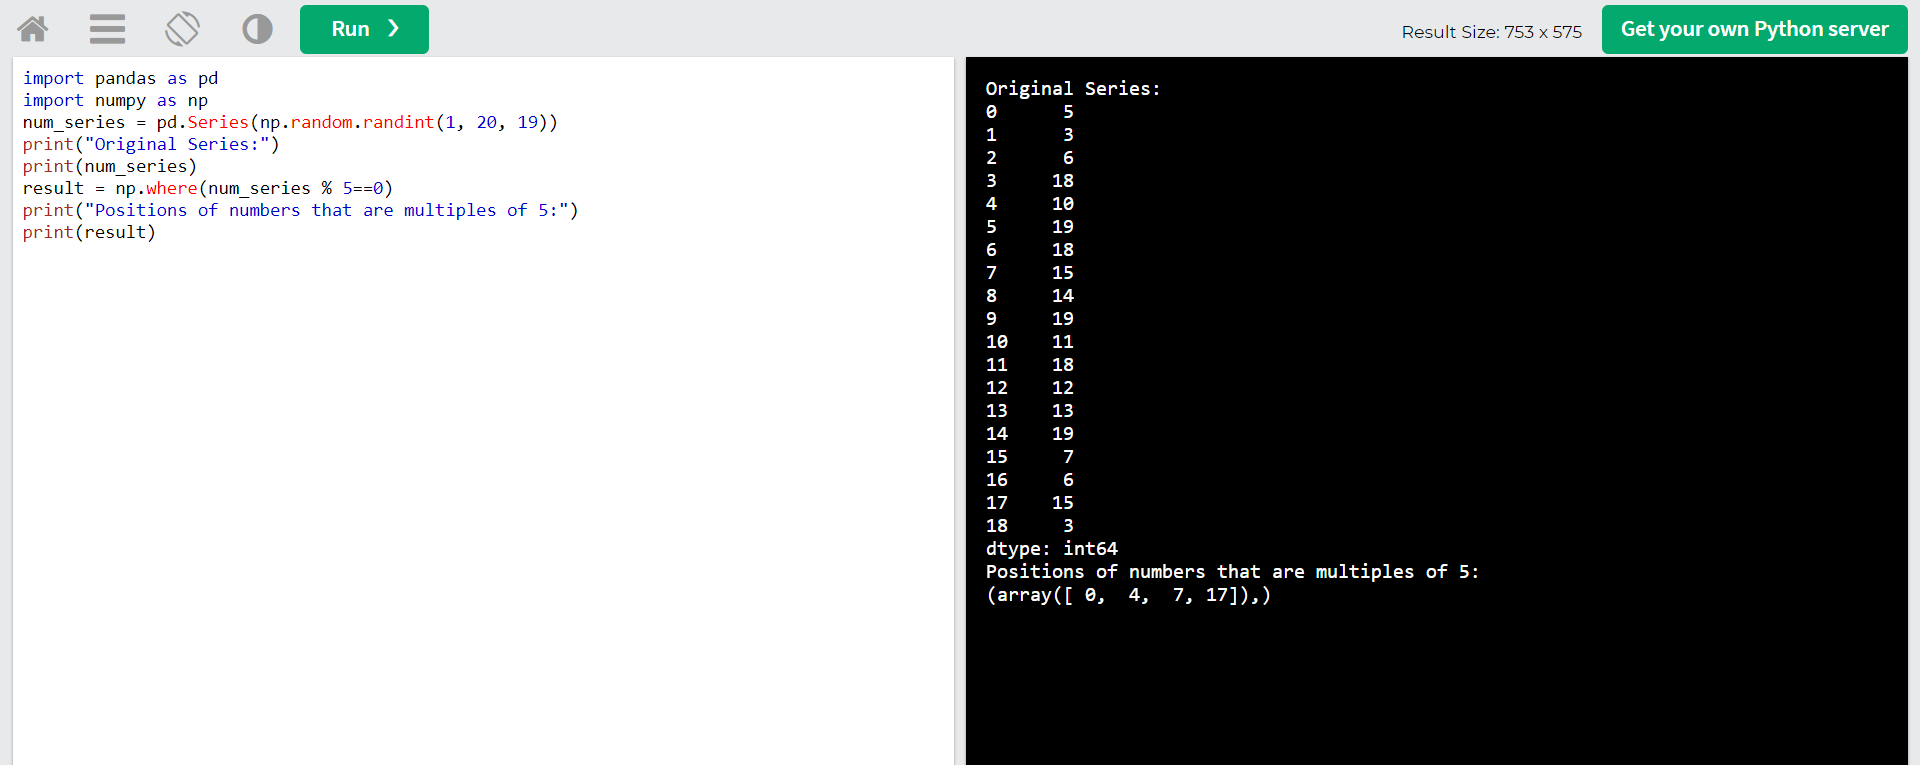 Run ❯
Result Size: 753 x 575
Get your own Python server
import pandas as pd
import numpy as np
num_series = pd.Series(np.random.randint(1, 20, 19))
print("Original Series:")
print(num_series)
result = np.where(num_series % 5==0)
print("Positions of numbers that are multiples of 5:")
print(result)
Original Series:
0      5
1      3
2      6
3     18
4     10
5     19
6     18
7     15
8     14
9     19
10    11
11    18
12    12
13    13
14    19
15     7
16     6
17    15
18     3
dtype: int64
Positions of numbers that are multiples of 5:
(array([ 0,  4,  7, 17]),)